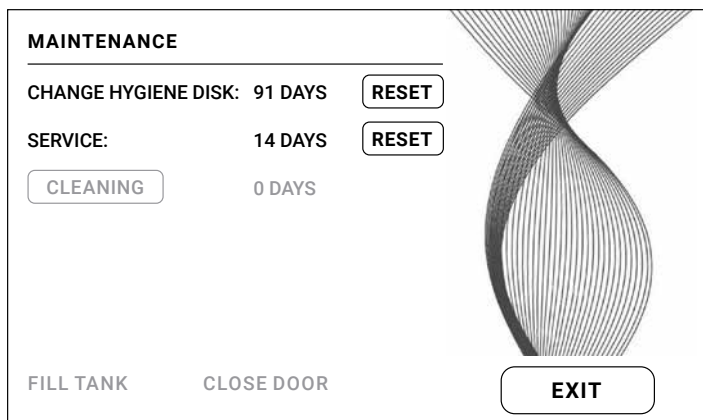 MAINTENANCE
CHANGE HYGIENE DISK: 91 DAYS RESET
SERVICE: 14 DAYS RESET
CLEANING 0 DAYS
FILL TANK CLOSE DOOR EXIT